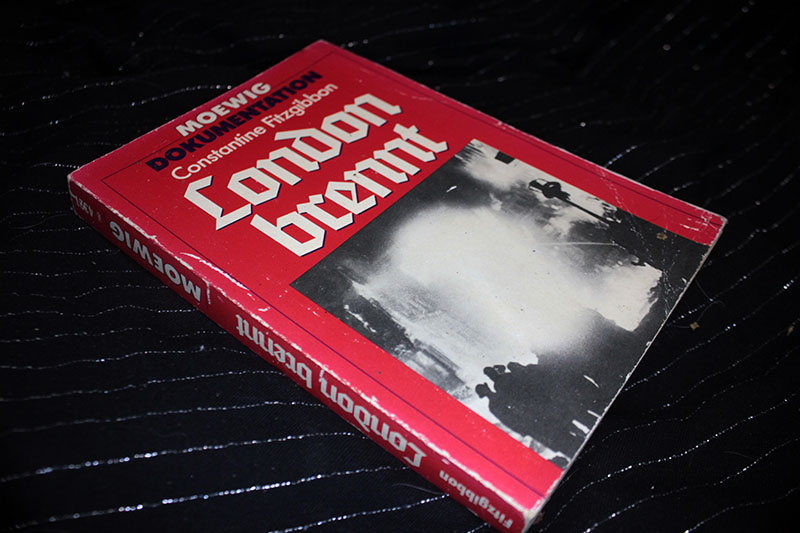 MOEWIG
DOKUMENTATION
Constantine Fitzgibbon
London
brennt
MOEWIG
London brennt
Fitzgibbon